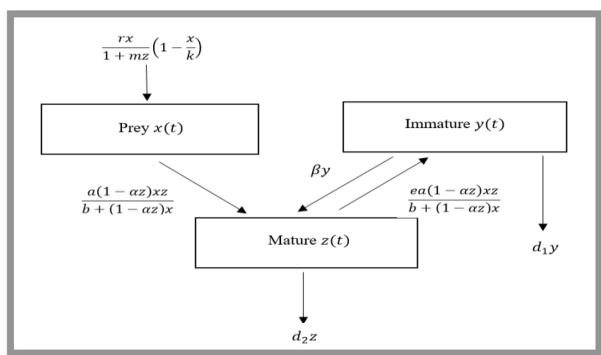 rx / 1 + mz (1 − x/k)
Prey x(t)
Immature y(t)
βy
a(1 − αz)xz / b + (1 − αz)x
ea(1 − αz)xz / b + (1 − αz)x
Mature z(t)
d₁y
d₂z